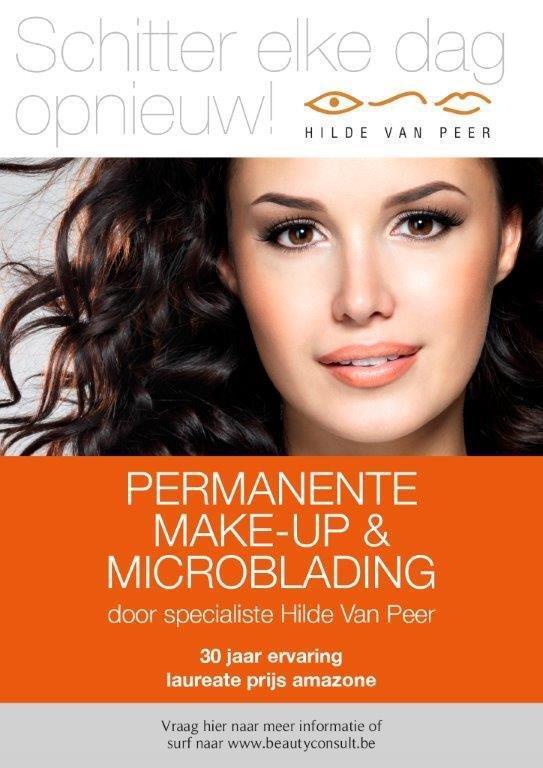 Schitter elke dag
opnieuw!
HILDE VAN PEER
PERMANENTE
MAKE-UP &
MICROBLADING
door specialiste Hilde Van Peer
30 jaar ervaring
laureate prijs amazone
Vraag hier naar meer informatie of
surf naar www.beautyconsult.be